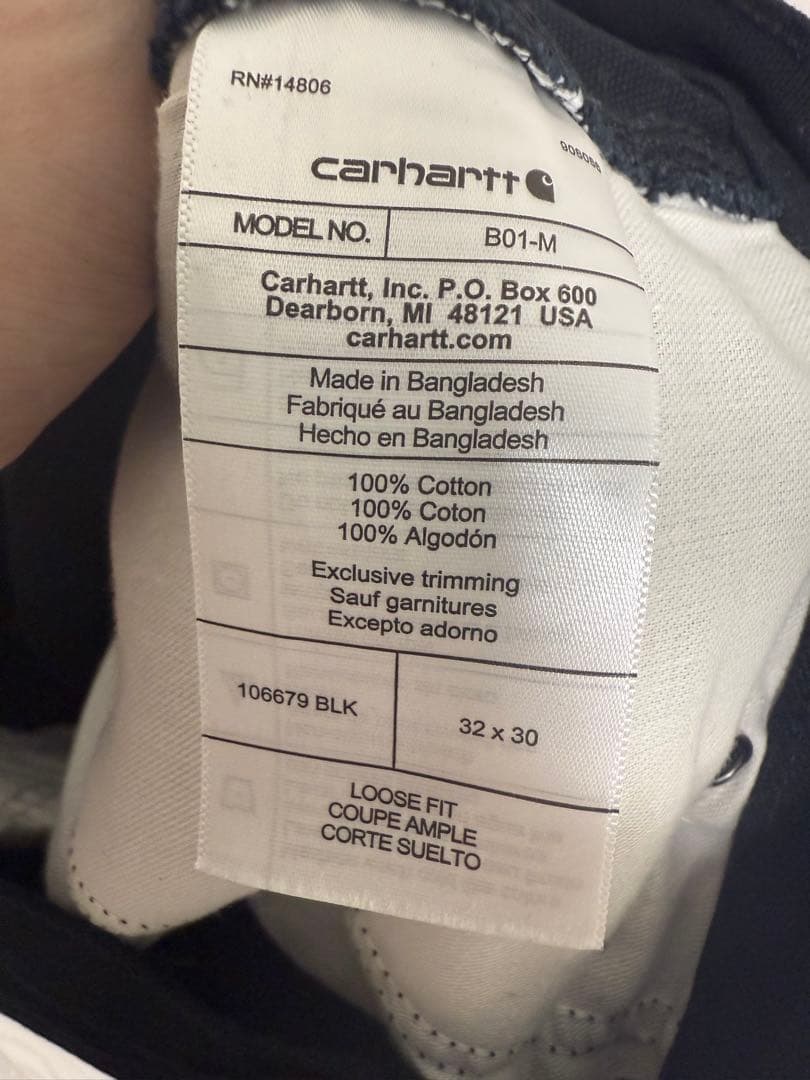 RN#14806
carhartt
MODEL NO. B01-M
Carhartt, Inc. P.O. Box 600
Dearborn, MI 48121 USA
carhartt.com
Made in Bangladesh
Fabriqué au Bangladesh
Hecho en Bangladesh
100% Cotton
100% Coton
100% Algodón
Exclusive trimming
Sauf garnitures
Excepto adorno
106679 BLK 32 x 30
LOOSE FIT
COUPE AMPLE
CORTE SUELTO